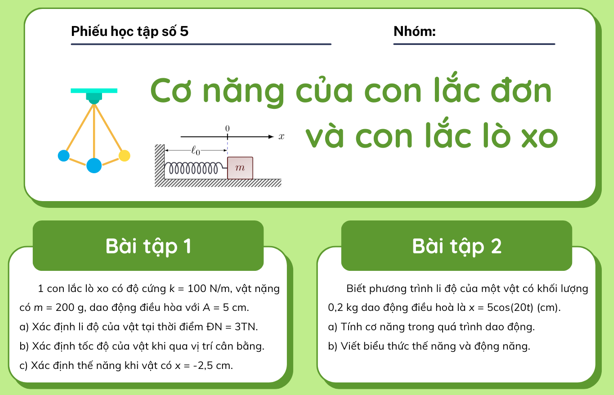 Phiếu học tập số 5
Nhóm:
Cơ năng của con lắc đơn
và con lắc lò xo
0
x
ℓ₀
m
Bài tập 1
1 con lắc lò xo có độ cứng k = 100 N/m, vật nặng
có m = 200 g, dao động điều hòa với A = 5 cm.
a) Xác định li độ của vật tại thời điểm ĐN = 3TN.
b) Xác định tốc độ của vật khi qua vị trí cân bằng.
c) Xác định thế năng khi vật có x = -2,5 cm.
Bài tập 2
Biết phương trình li độ của một vật có khối lượng
0,2 kg dao động điều hoà là x = 5cos(20t) (cm).
a) Tính cơ năng trong quá trình dao động.
b) Viết biểu thức thế năng và động năng.